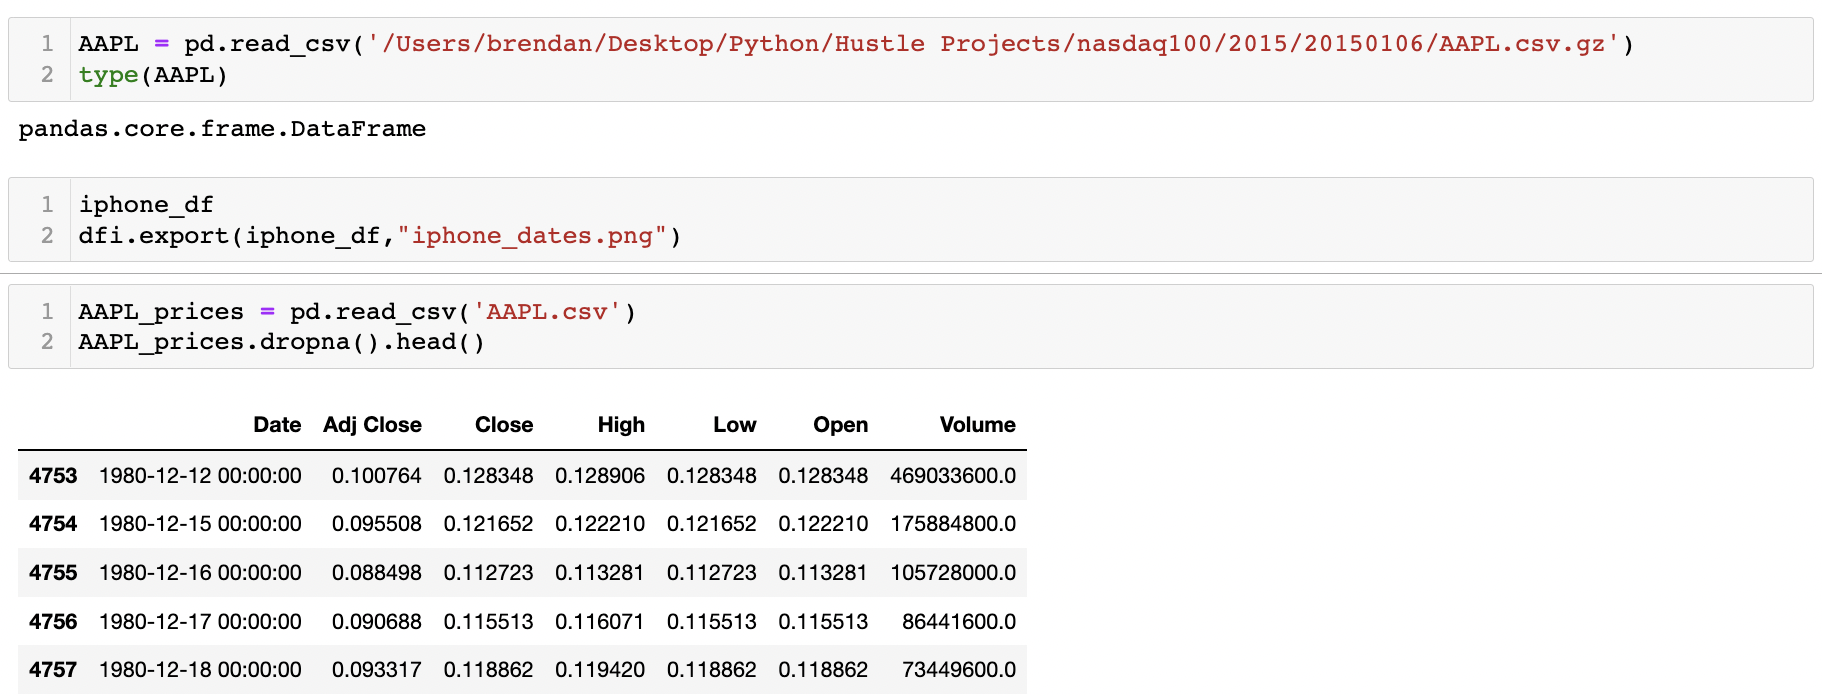 1 AAPL = pd.read_csv('/Users/brendan/Desktop/Python/Hustle Projects/nasdaq100/2015/20150106/AAPL.csv.gz')
2 type(AAPL)
pandas.core.frame.DataFrame
1 iphone_df
2 dfi.export(iphone_df,"iphone_dates.png")
1 AAPL_prices = pd.read_csv('AAPL.csv')
2 AAPL_prices.dropna().head()
Date Adj Close Close High Low Open Volume
4753 1980-12-12 00:00:00 0.100764 0.128348 0.128906 0.128348 0.128348 469033600.0
4754 1980-12-15 00:00:00 0.095508 0.121652 0.122210 0.121652 0.122210 175884800.0
4755 1980-12-16 00:00:00 0.088498 0.112723 0.113281 0.112723 0.113281 105728000.0
4756 1980-12-17 00:00:00 0.090688 0.115513 0.116071 0.115513 0.115513 86441600.0
4757 1980-12-18 00:00:00 0.093317 0.118862 0.119420 0.118862 0.118862 73449600.0